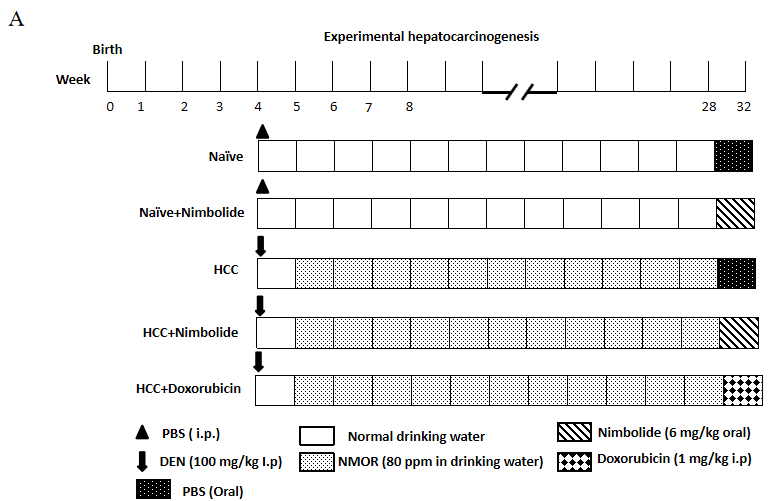 A
Experimental hepatocarcinogenesis
Birth
Week
0 1 2 3 4 5 6 7 8 28 32
Naïve
Naïve+Nimbolide
HCC
HCC+Nimbolide
HCC+Doxorubicin
PBS ( i.p.)
Normal drinking water
Nimbolide (6 mg/kg oral)
DEN (100 mg/kg I.p)
NMOR (80 ppm in drinking water)
Doxorubicin (1 mg/kg i.p)
PBS (Oral)